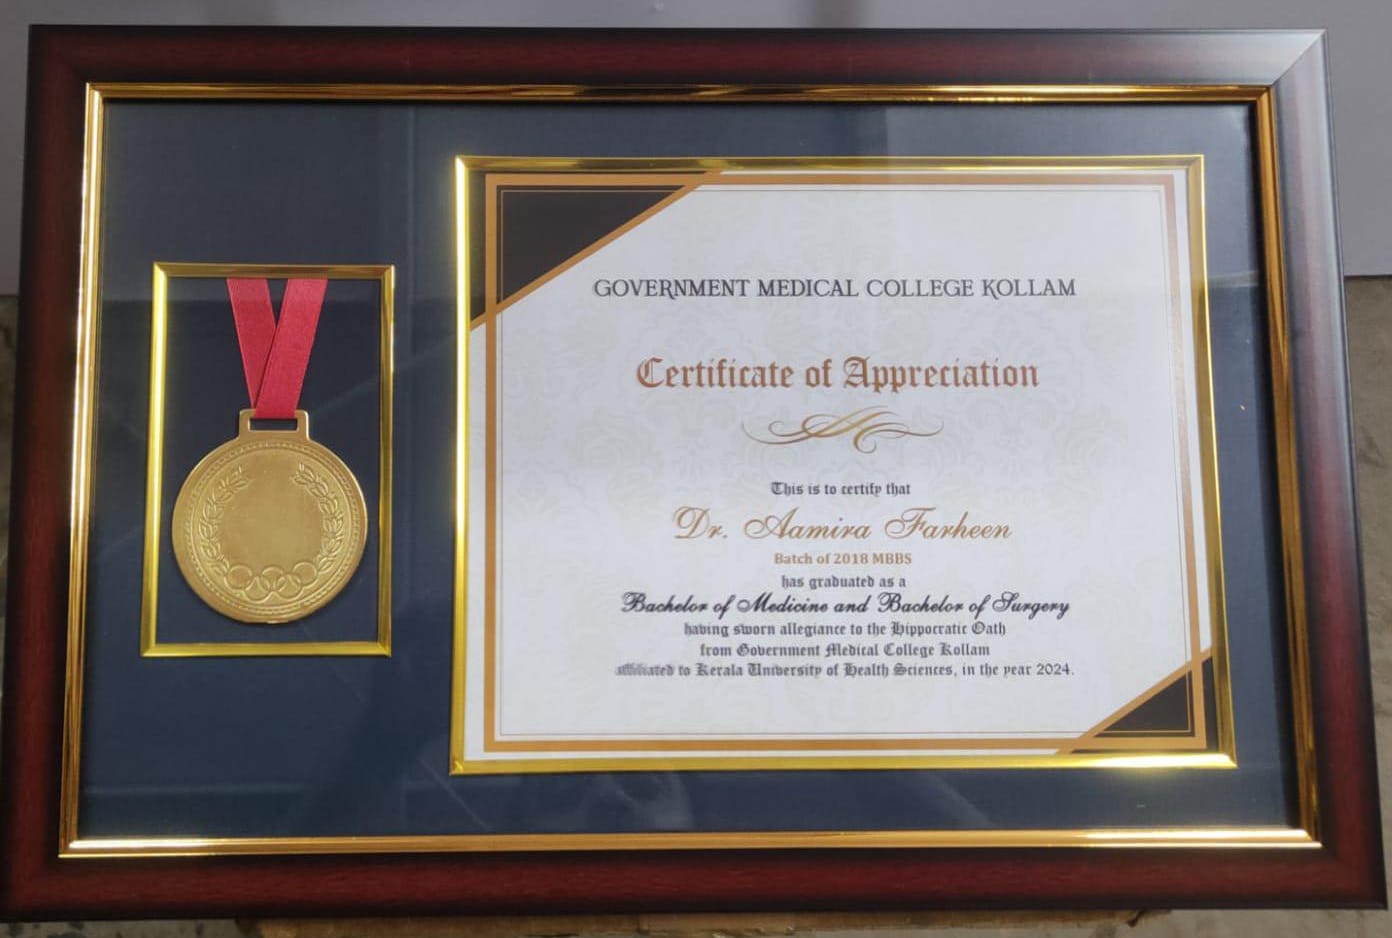 GOVERNMENT MEDICAL COLLEGE KOLLAM
Certificate of Appreciation
This is to certify that
Dr. Aamira Farheen
Batch of 2018 MBBS
has graduated as a
Bachelor of Medicine and Bachelor of Surgery
having sworn allegiance to the Hippocratic Oath
from Government Medical College Kollam
affiliated to Kerala University of Health Sciences, in the year 2024.